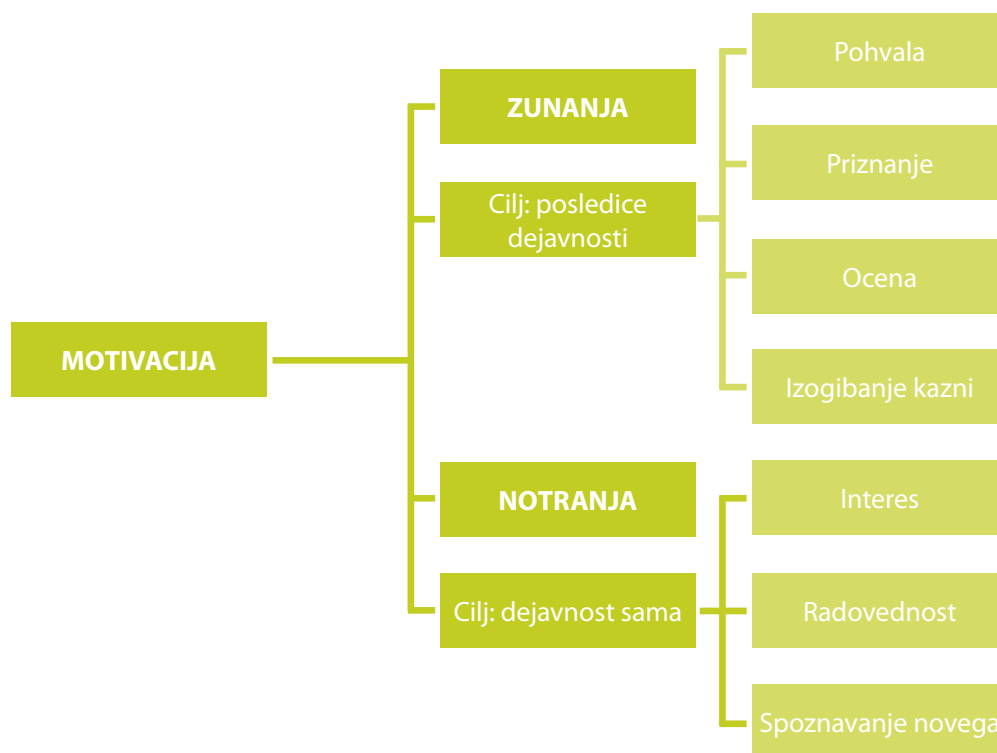 MOTIVACIJA
ZUNANJA
Cilj: posledice
dejavnosti
Pohvala
Priznanje
Ocena
Izogibanje kazni
NOTRANJA
Cilj: dejavnost sama
Interes
Radovednost
Spoznavanje novega